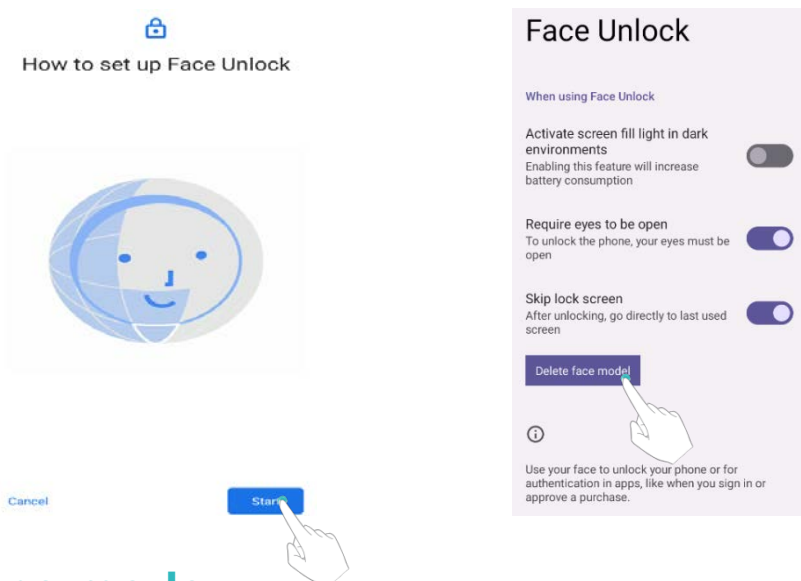 How to set up Face Unlock
Cancel
Start
Face Unlock
When using Face Unlock
Activate screen fill light in dark
environments
Enabling this feature will increase
battery consumption
Require eyes to be open
To unlock the phone, your eyes must be
open
Skip lock screen
After unlocking, go directly to last used
screen
Delete face model
Use your face to unlock your phone or for
authentication in apps, like when you sign in or
approve a purchase.